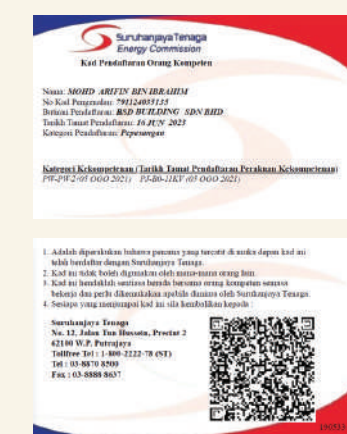 Suruhanjaya Tenaga
Energy Commission
Kad Pendaftaran Orang Kompeten
Nama: MOHD ARIFIN BIN IBRAHIM
No Kad Pengenalan: 791124035135
Berkuat Pendaftaran: BSD BUILDING SDN BHD
Tarikh Tamat Pendaftaran: 16 JUN 2023
Kategori Pendaftaran: Pepasangan
Kategori Kekompetenan (Tarikh Tamat Pendaftaran Perakuan Kekompetenan)
PW-PW2 (05 OGO 2021) PJ-B0-11KV (05 OGO 2021)
1. Adalah diperakukan bahawa penama yang tercatit di muka depan kad ini
telah berdaftar dengan Suruhanjaya Tenaga.
2. Kad ini tidak boleh digunakan oleh mana-mana orang lain.
3. Kad ini hendaklah sentiasa berada bersama orang kompeten semasa
bekerja dan perlu dikemukakan apabila diminta oleh Suruhanjaya Tenaga.
4. Sesiapa yang menjumpai kad ini sila kembalikan kepada :
Suruhanjaya Tenaga
No. 12, Jalan Tun Hussein, Precint 2
62100 W.P. Putrajaya
Tollfree Tel : 1-800-2222-78 (ST)
Tel : 03-8870 8500
Fax : 03-8888 8637
190533